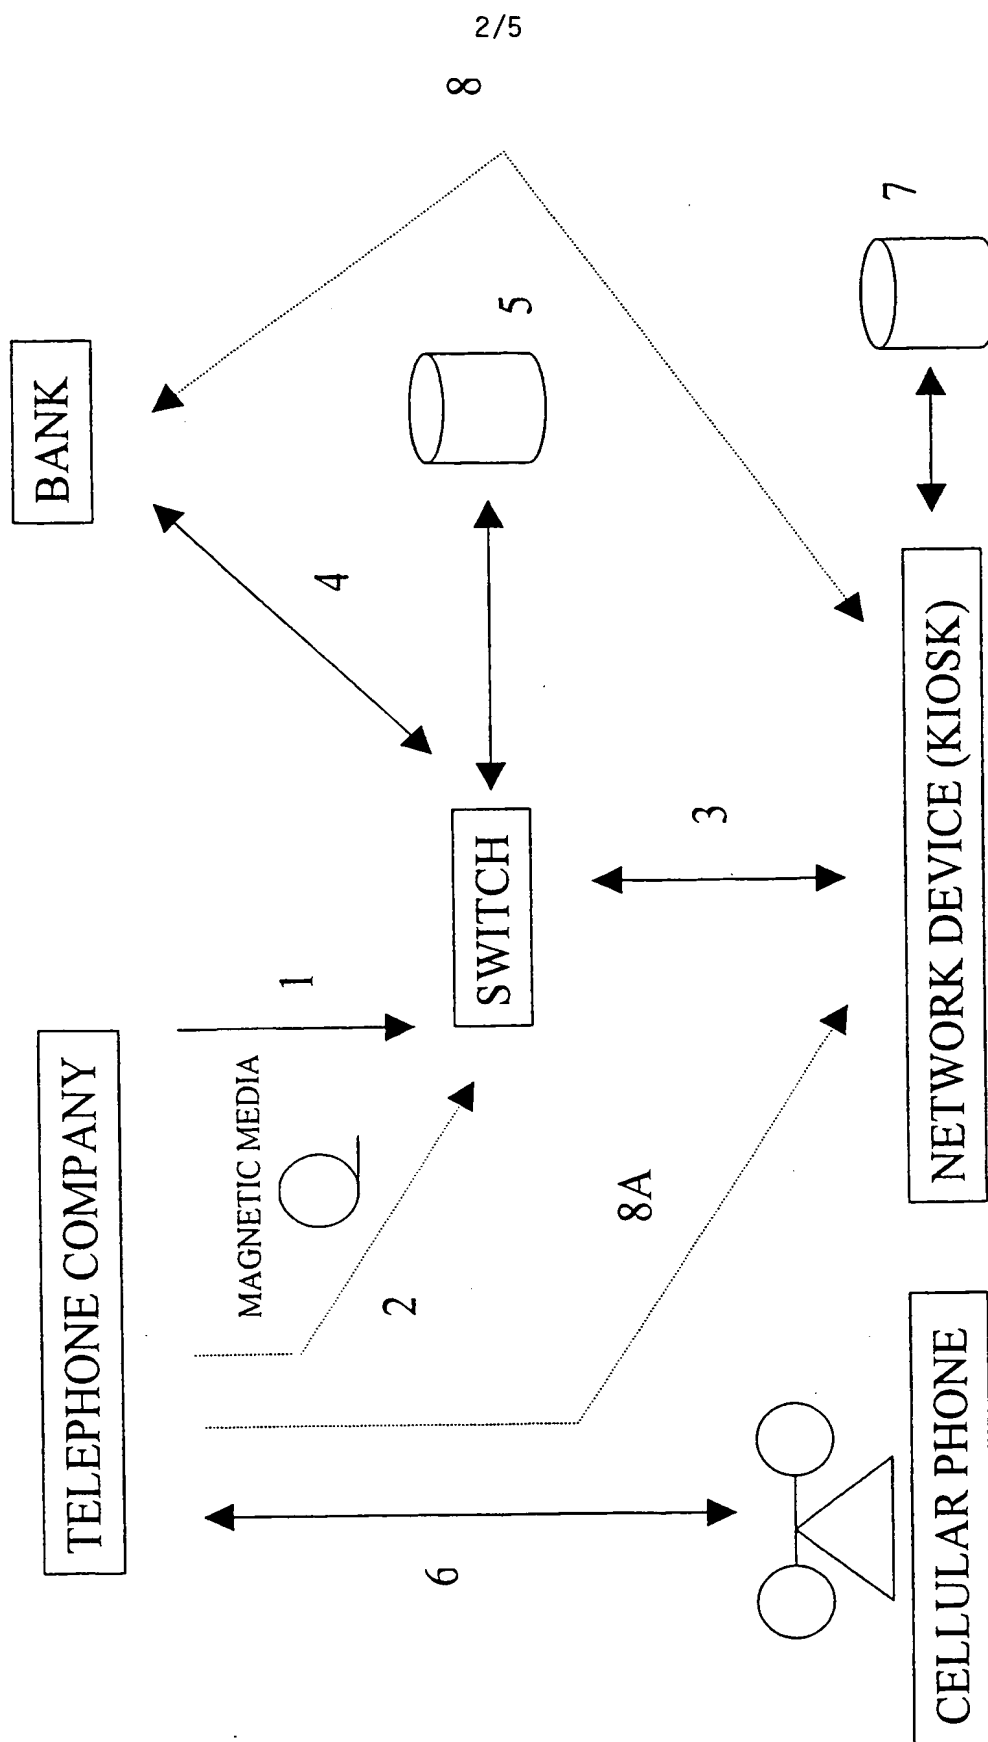 2/5
TELEPHONE COMPANY
BANK
MAGNETIC MEDIA
1
2
4
8
6
SWITCH
5
8A
3
7
CELLULAR PHONE
NETWORK DEVICE (KIOSK)